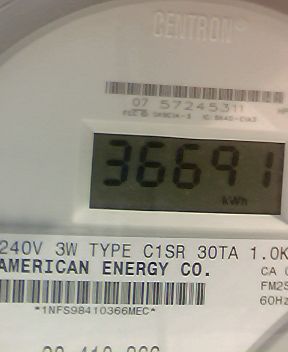 CENTRON®
07 57245311
36691
kWh
240V 3W TYPE C1SR 30TA 1.0K
AMERICAN ENERGY CO.
CA
FM2S
60Hz
*1NFS98410366MEC*